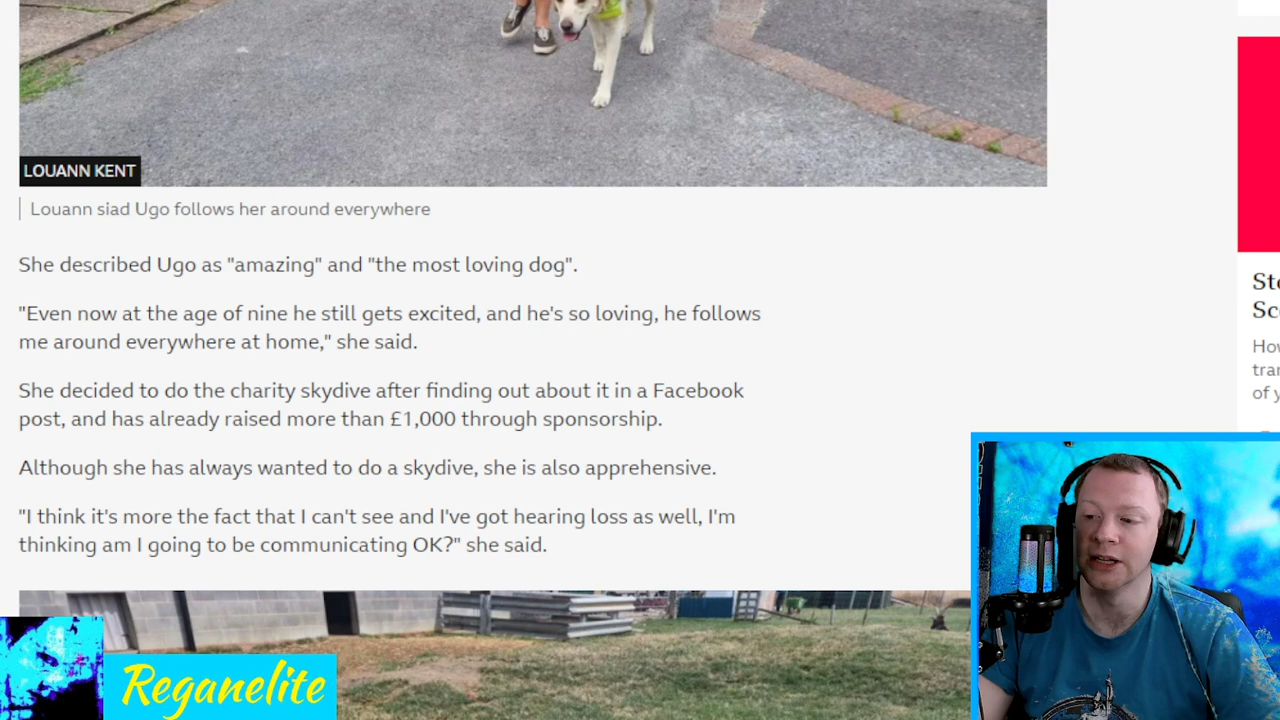 LOUANN KENT
Louann siad Ugo follows her around everywhere
She described Ugo as "amazing" and "the most loving dog".
"Even now at the age of nine he still gets excited, and he's so loving, he follows
me around everywhere at home," she said.
She decided to do the charity skydive after finding out about it in a Facebook
post, and has already raised more than £1,000 through sponsorship.
Although she has always wanted to do a skydive, she is also apprehensive.
"I think it's more the fact that I can't see and I've got hearing loss as well, I'm
thinking am I going to be communicating OK?" she said.
of
Reganelite